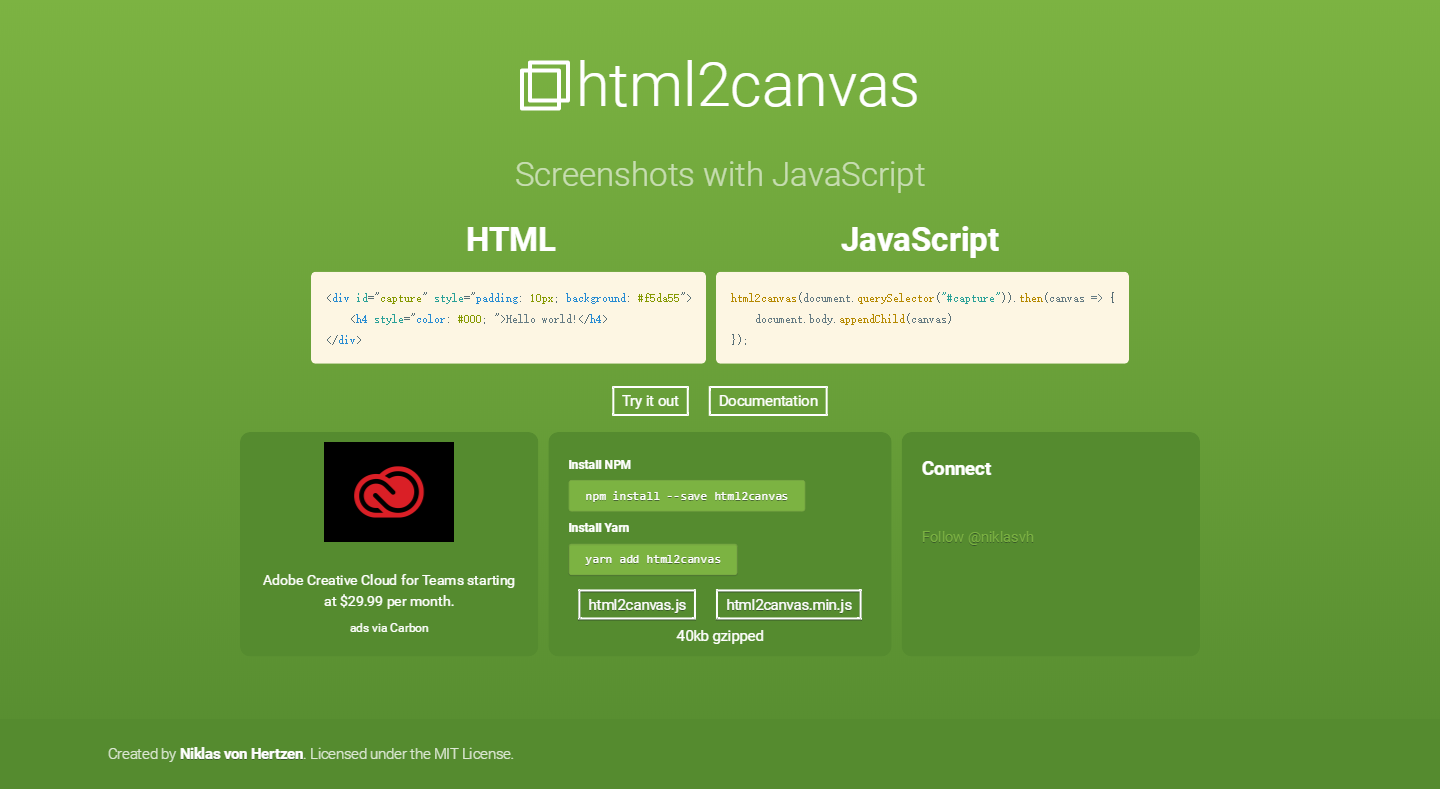 html2canvas
Screenshots with JavaScript
HTML
<div id="capture" style="padding: 10px; background: #f5da55">
    <h4 style="color: #000; ">Hello world!</h4>
</div>
JavaScript
html2canvas(document.querySelector("#capture")).then(canvas => {
    document.body.appendChild(canvas)
});
Try it out
Documentation
Adobe Creative Cloud for Teams starting
at $29.99 per month.
ads via Carbon
Install NPM
npm install --save html2canvas
Install Yarn
yarn add html2canvas
html2canvas.js
html2canvas.min.js
40kb gzipped
Connect
Follow @niklasvh
Created by Niklas von Hertzen. Licensed under the MIT License.